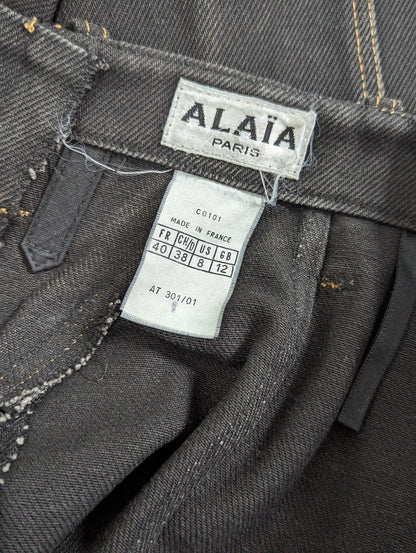 ALAÏA
PARIS
C0101
MADE IN FRANCE
FR CH/D US GB
40 38 8 12
AT 301/01